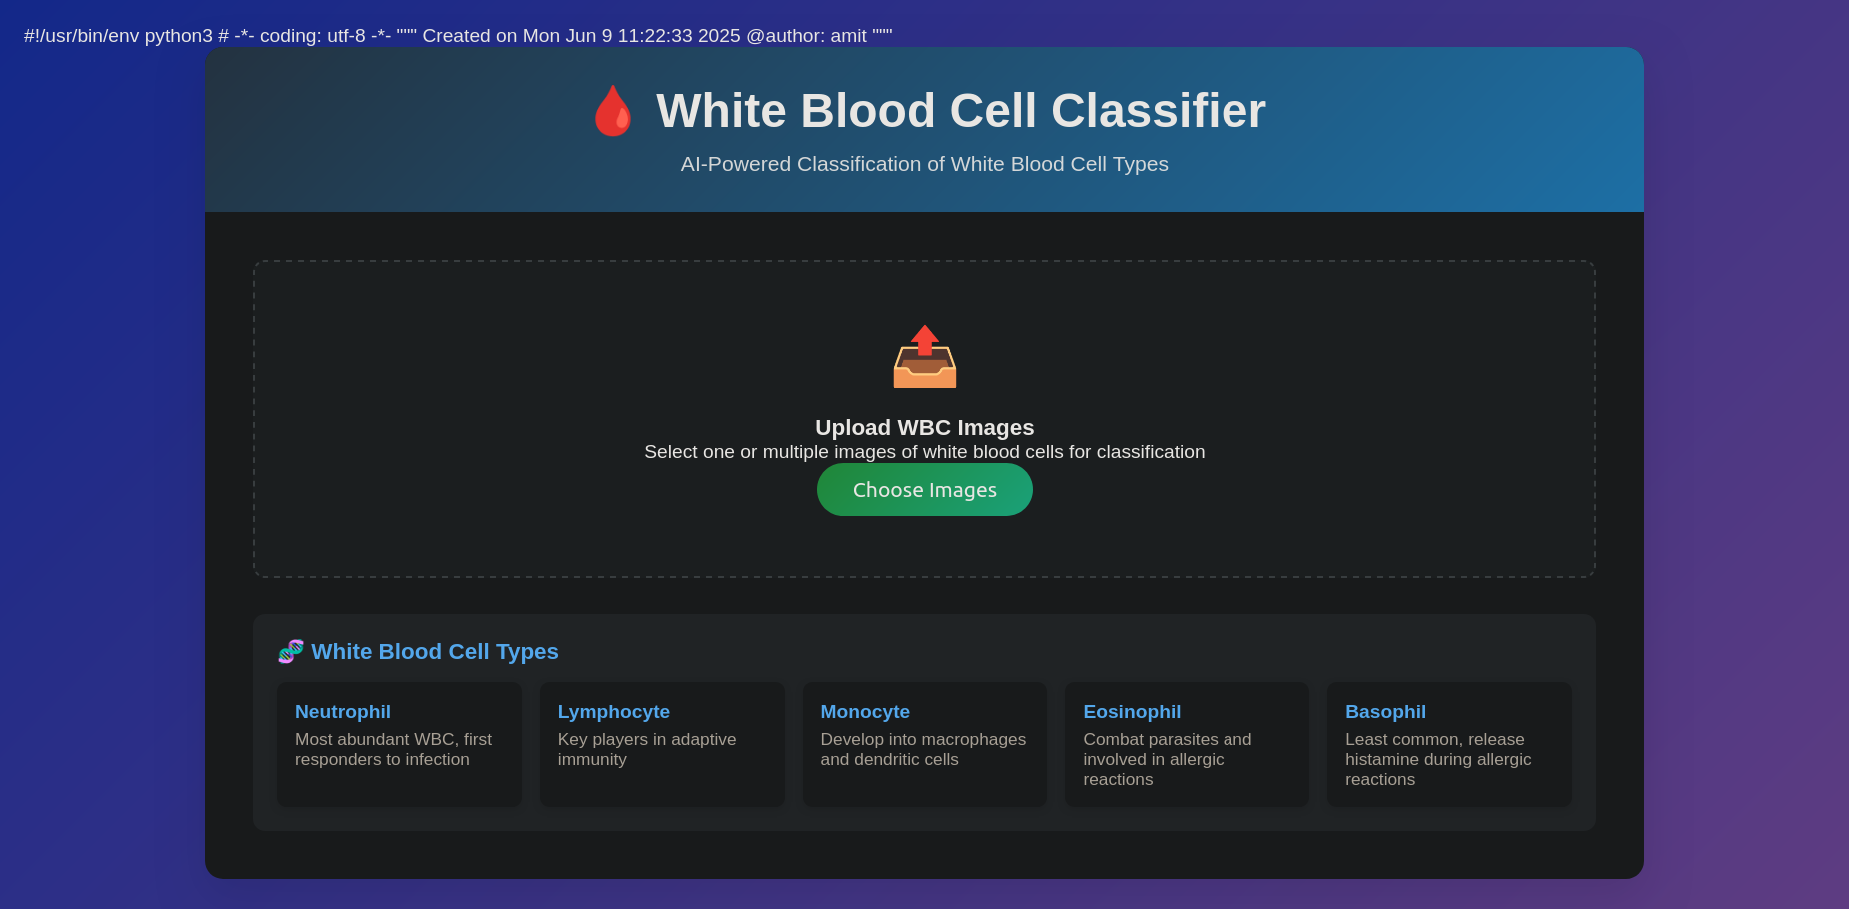 #!/usr/bin/env python3 # -*- coding: utf-8 -*- """ Created on Mon Jun 9 11:22:33 2025 @author: amit """
White Blood Cell Classifier
AI-Powered Classification of White Blood Cell Types
Upload WBC Images
Select one or multiple images of white blood cells for classification
Choose Images
White Blood Cell Types
Neutrophil
Most abundant WBC, first
responders to infection
Lymphocyte
Key players in adaptive
immunity
Monocyte
Develop into macrophages
and dendritic cells
Eosinophil
Combat parasites and
involved in allergic
reactions
Basophil
Least common, release
histamine during allergic
reactions